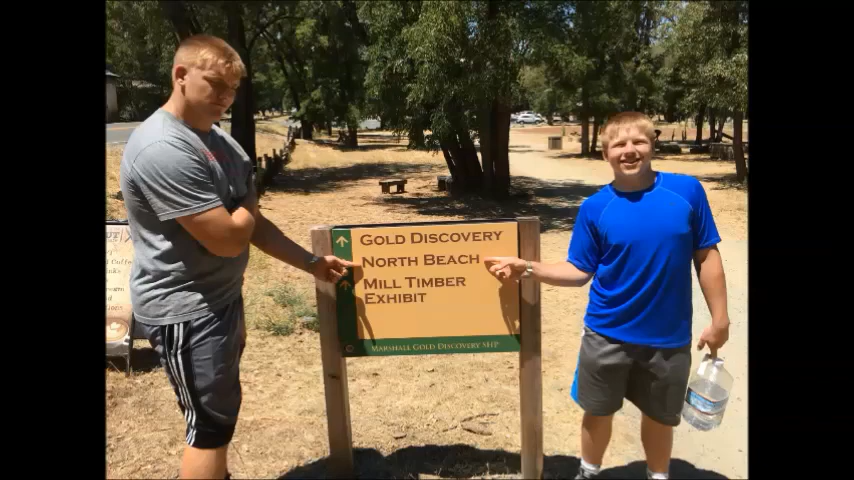 GOLD DISCOVERY
NORTH BEACH
MILL TIMBER
EXHIBIT
MARSHALL GOLD DISCOVERY SHP